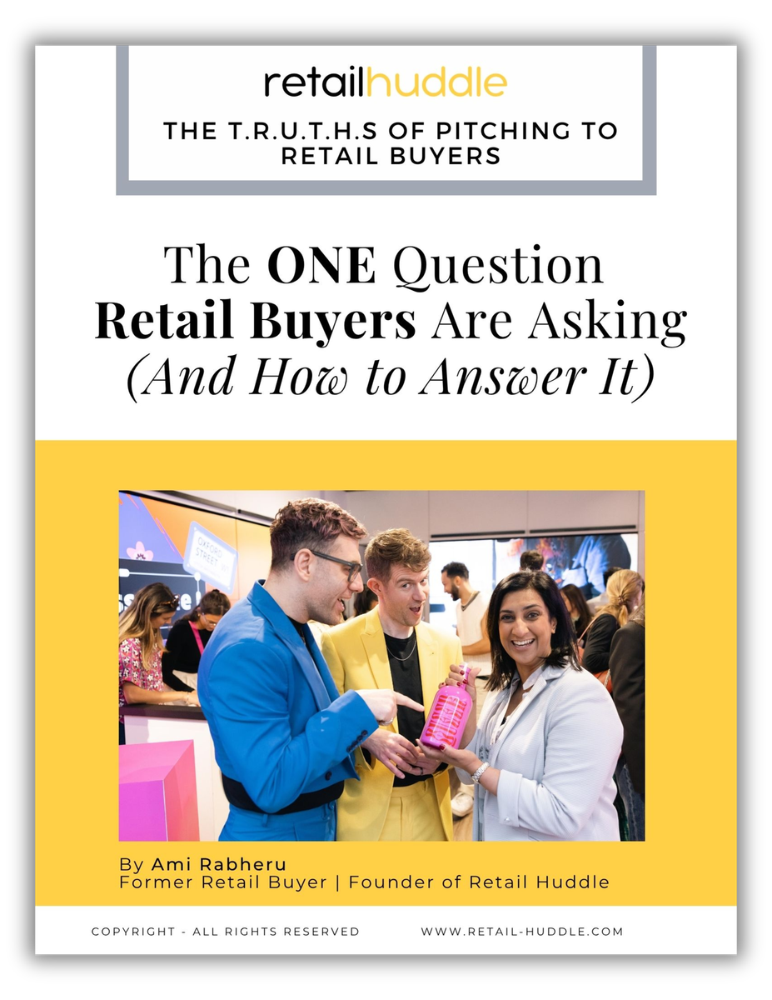 retailhuddle
THE T.R.U.T.H.S OF PITCHING TO
RETAIL BUYERS
The ONE Question
Retail Buyers Are Asking
(And How to Answer It)
OXFORD
STREET
By Ami Rabheru
Former Retail Buyer | Founder of Retail Huddle
COPYRIGHT - ALL RIGHTS RESERVED
WWW.RETAIL-HUDDLE.COM